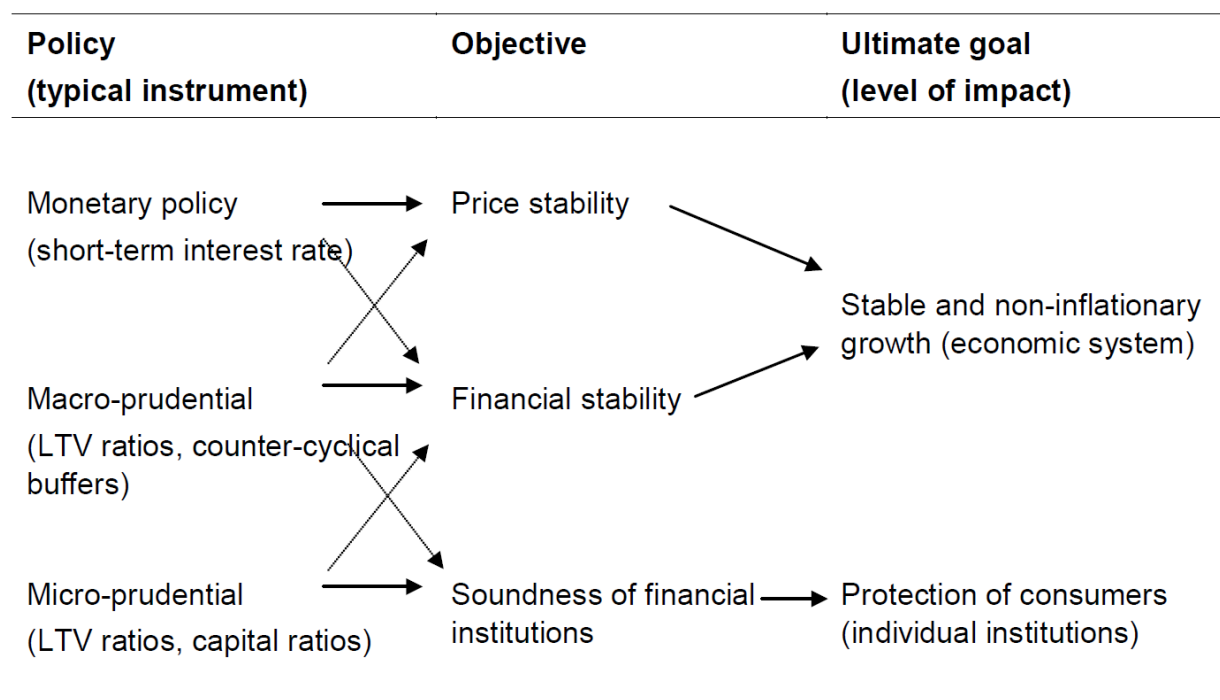 Policy
(typical instrument)
Objective
Ultimate goal
(level of impact)
Monetary policy
(short-term interest rate)
Price stability
Stable and non-inflationary
growth (economic system)
Macro-prudential
(LTV ratios, counter-cyclical
buffers)
Financial stability
Micro-prudential
(LTV ratios, capital ratios)
Soundness of financial
institutions
Protection of consumers
(individual institutions)